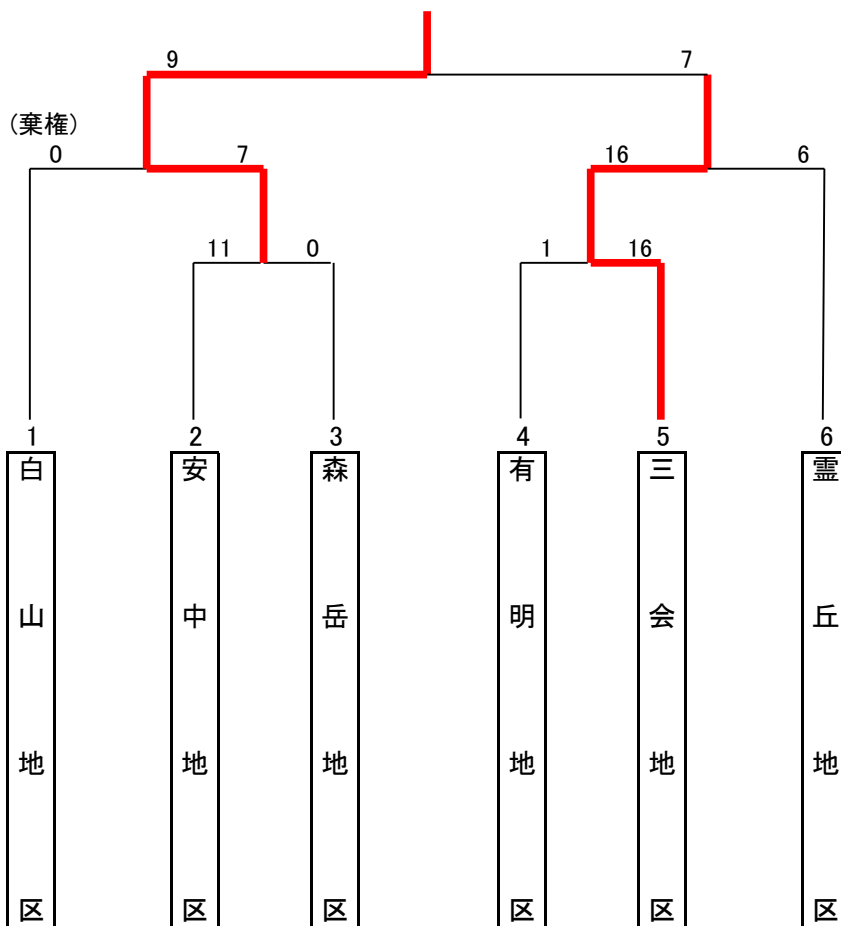 9 7
(棄権)
0 7 16 6
11 0 1 16
1 2 3 4 5 6
白山地区
安中地区
森岳地区
有明地区
三会地区
霊丘地区